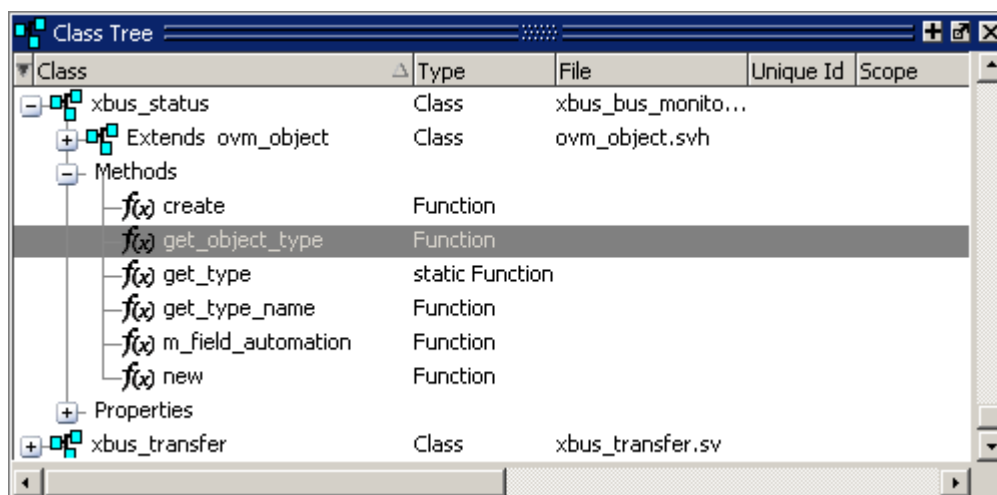 Class Tree
Class Type File Unique Id Scope
xbus_status Class xbus_bus_monito...
Extends ovm_object Class ovm_object.svh
Methods
f(x) create Function
f(x) get_object_type Function
f(x) get_type static Function
f(x) get_type_name Function
f(x) m_field_automation Function
f(x) new Function
Properties
xbus_transfer Class xbus_transfer.sv